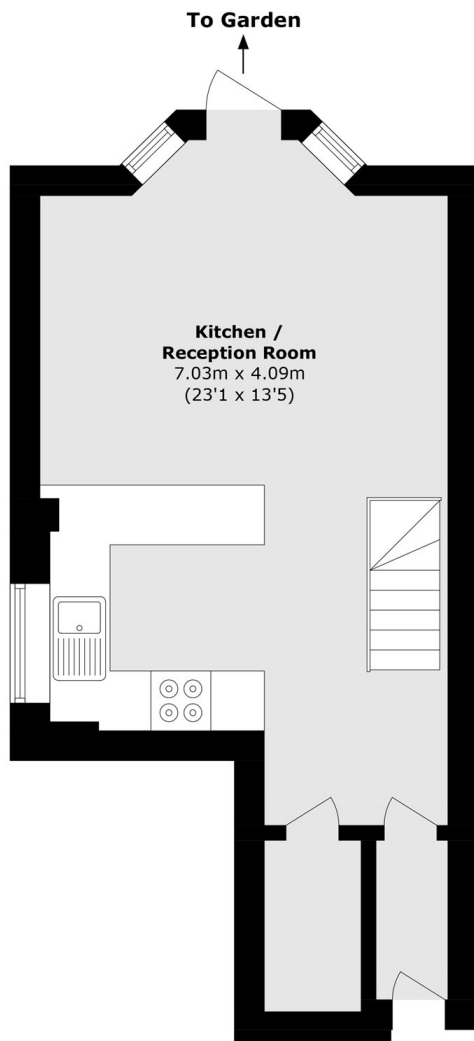 To Garden
Kitchen /
Reception Room
7.03m x 4.09m
(23'1 x 13'5)